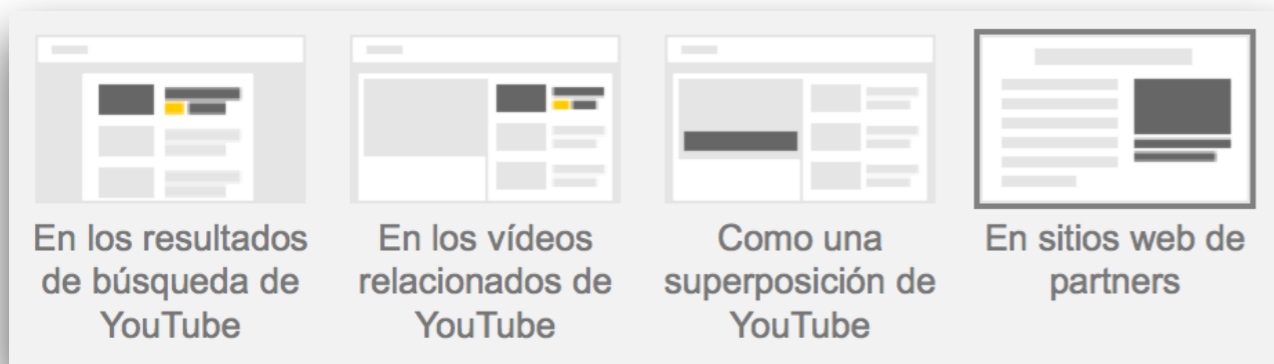 En los resultados
de búsqueda de
YouTube
En los vídeos
relacionados de
YouTube
Como una
superposición de
YouTube
En sitios web de
partners